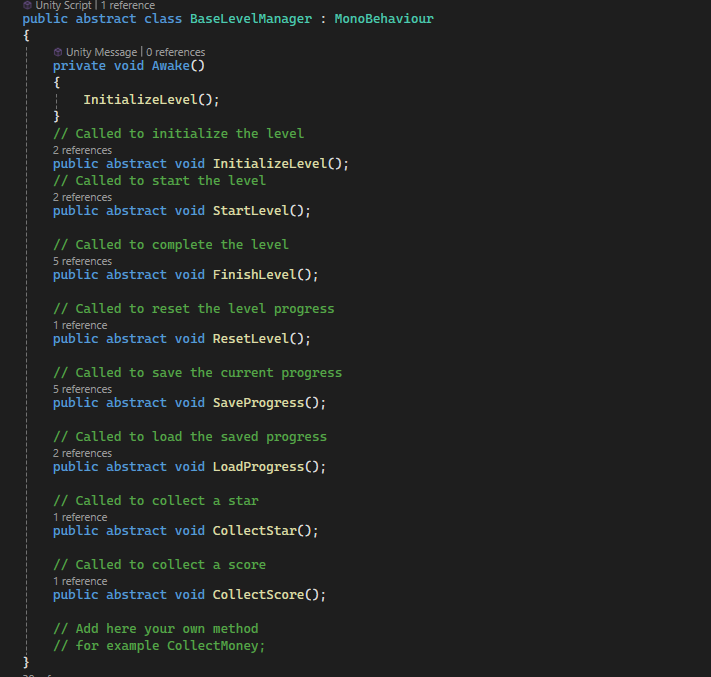 Unity Script | 1 reference
public abstract class BaseLevelManager : MonoBehaviour
{
Unity Message | 0 references
private void Awake()
{
InitializeLevel();
}
// Called to initialize the level
2 references
public abstract void InitializeLevel();
// Called to start the level
2 references
public abstract void StartLevel();
// Called to complete the level
5 references
public abstract void FinishLevel();
// Called to reset the level progress
1 reference
public abstract void ResetLevel();
// Called to save the current progress
5 references
public abstract void SaveProgress();
// Called to load the saved progress
2 references
public abstract void LoadProgress();
// Called to collect a star
1 reference
public abstract void CollectStar();
// Called to collect a score
1 reference
public abstract void CollectScore();
// Add here your own method
// for example CollectMoney;
}